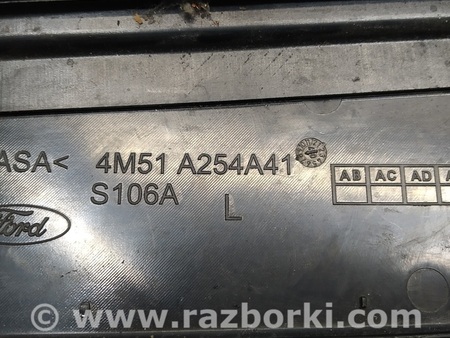 ASA< 4M51 A254A41
S106A
L
AB AC AD A
Ford
www.razborki.com